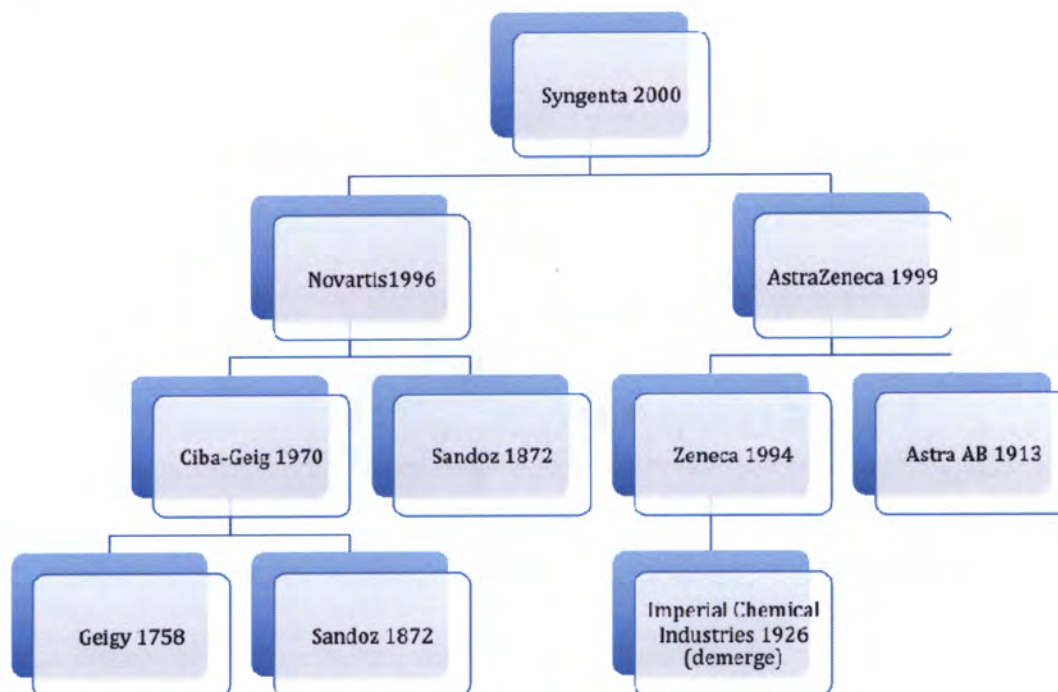 Syngenta 2000
Novartis1996
AstraZeneca 1999
Ciba-Geig 1970
Sandoz 1872
Zeneca 1994
Astra AB 1913
Geigy 1758
Sandoz 1872
Imperial Chemical
Industries 1926
(demerge)